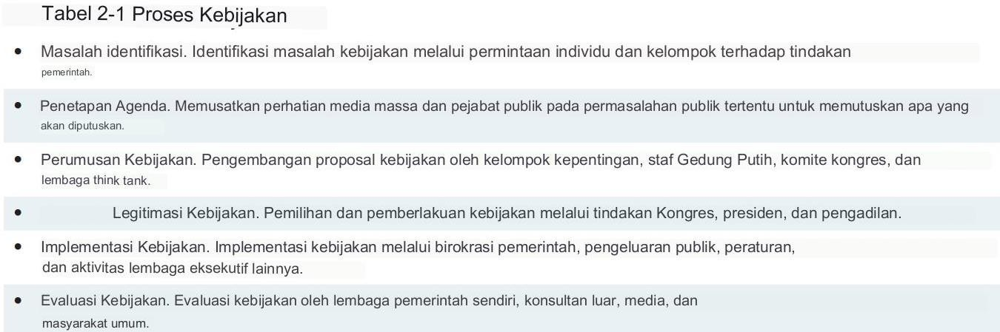 Tabel 2-1 Proses Kebijakan
• Masalah identifikasi. Identifikasi masalah kebijakan melalui permintaan individu dan kelompok terhadap tindakan
pemerintah.
• Penetapan Agenda. Memusatkan perhatian media massa dan pejabat publik pada permasalahan publik tertentu untuk memutuskan apa yang
akan diputuskan.
• Perumusan Kebijakan. Pengembangan proposal kebijakan oleh kelompok kepentingan, staf Gedung Putih, komite kongres, dan
lembaga think tank.
• Legitimasi Kebijakan. Pemilihan dan pemberlakuan kebijakan melalui tindakan Kongres, presiden, dan pengadilan.
• Implementasi Kebijakan. Implementasi kebijakan melalui birokrasi pemerintah, pengeluaran publik, peraturan,
dan aktivitas lembaga eksekutif lainnya.
• Evaluasi Kebijakan. Evaluasi kebijakan oleh lembaga pemerintah sendiri, konsultan luar, media, dan
masyarakat umum.